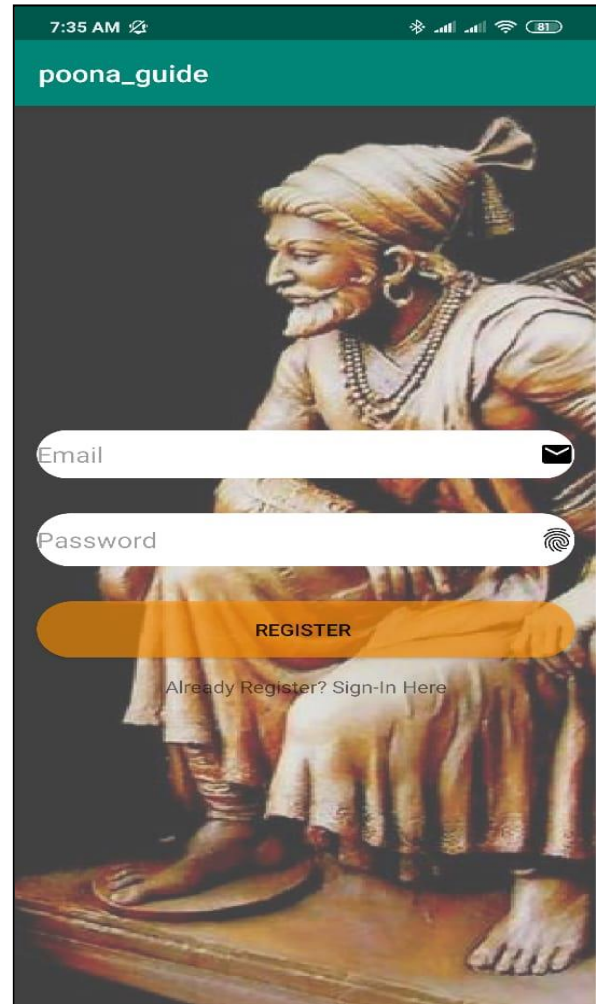 7:35 AM 81
poona_guide
Email
Password
REGISTER
Already Register? Sign-In Here